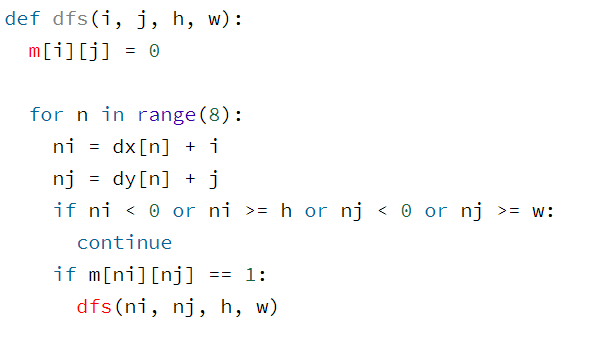 def dfs(i, j, h, w):
  m[i][j] = 0
  for n in range(8):
    ni = dx[n] + i
    nj = dy[n] + j
    if ni < 0 or ni >= h or nj < 0 or nj >= w:
      continue
    if m[ni][nj] == 1:
      dfs(ni, nj, h, w)